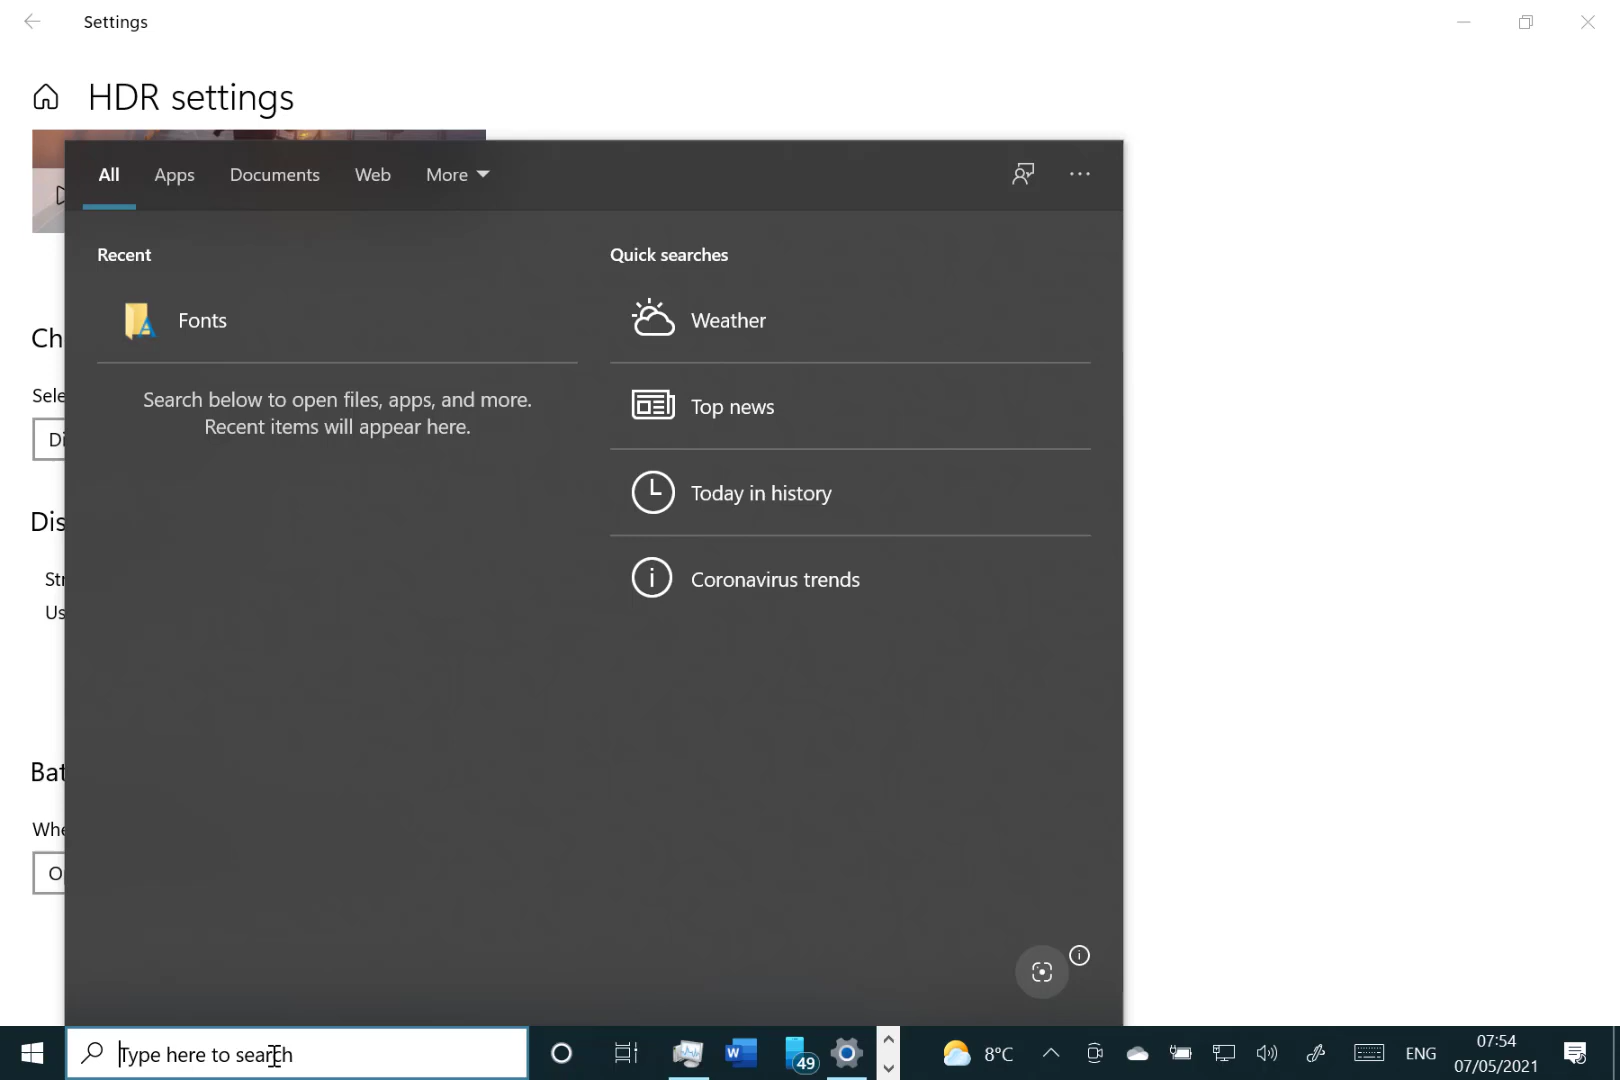 Settings
HDR settings
All Apps Documents Web More
Recent
Quick searches
Fonts
Weather
Search below to open files, apps, and more.
Recent items will appear here.
Top news
Today in history
Coronavirus trends
Ch
Sele
Di
Dis
Str
Us
Bat
Whe
O
Type here to search
49
8°C
ENG
07:54
07/05/2021